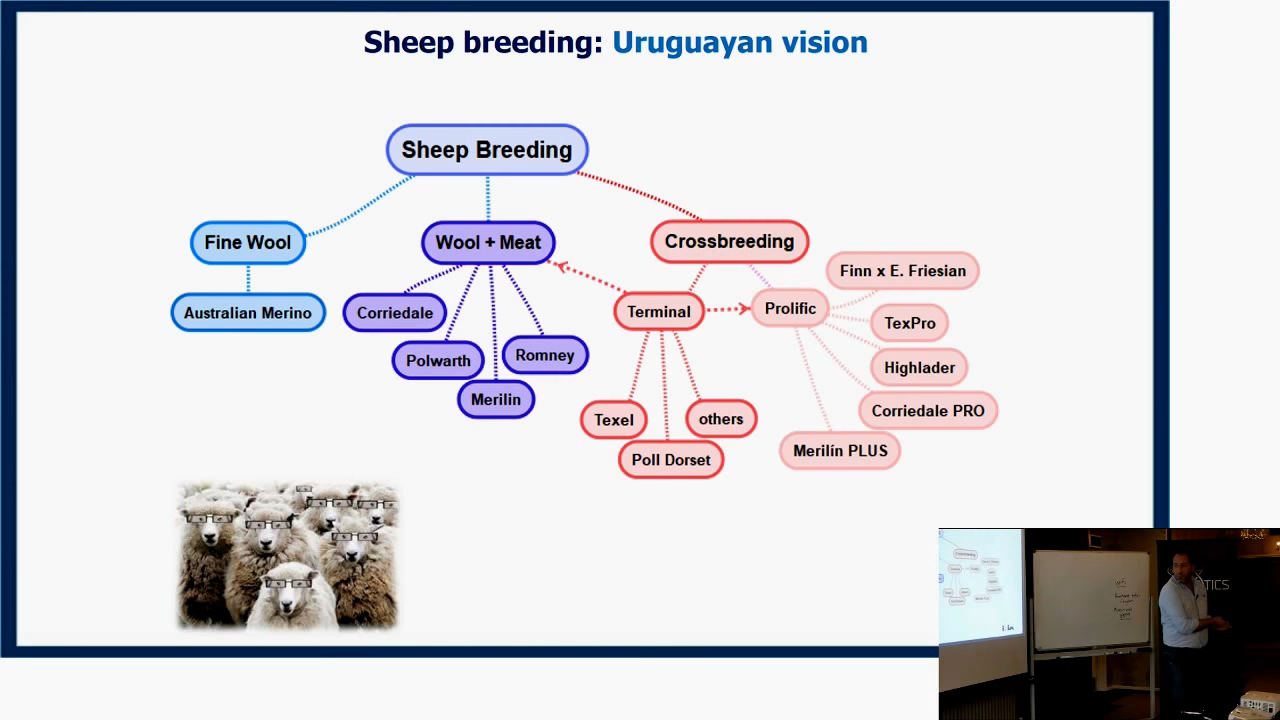 Sheep breeding: Uruguayan vision
Sheep Breeding
Fine Wool
Wool + Meat
Crossbreeding
Australian Merino
Corriedale
Polwarth
Merilin
Romney
Terminal
Prolific
Texel
Poll Dorset
others
Finn x E. Friesian
TexPro
Highlader
Corriedale PRO
Merilín PLUS
TICS